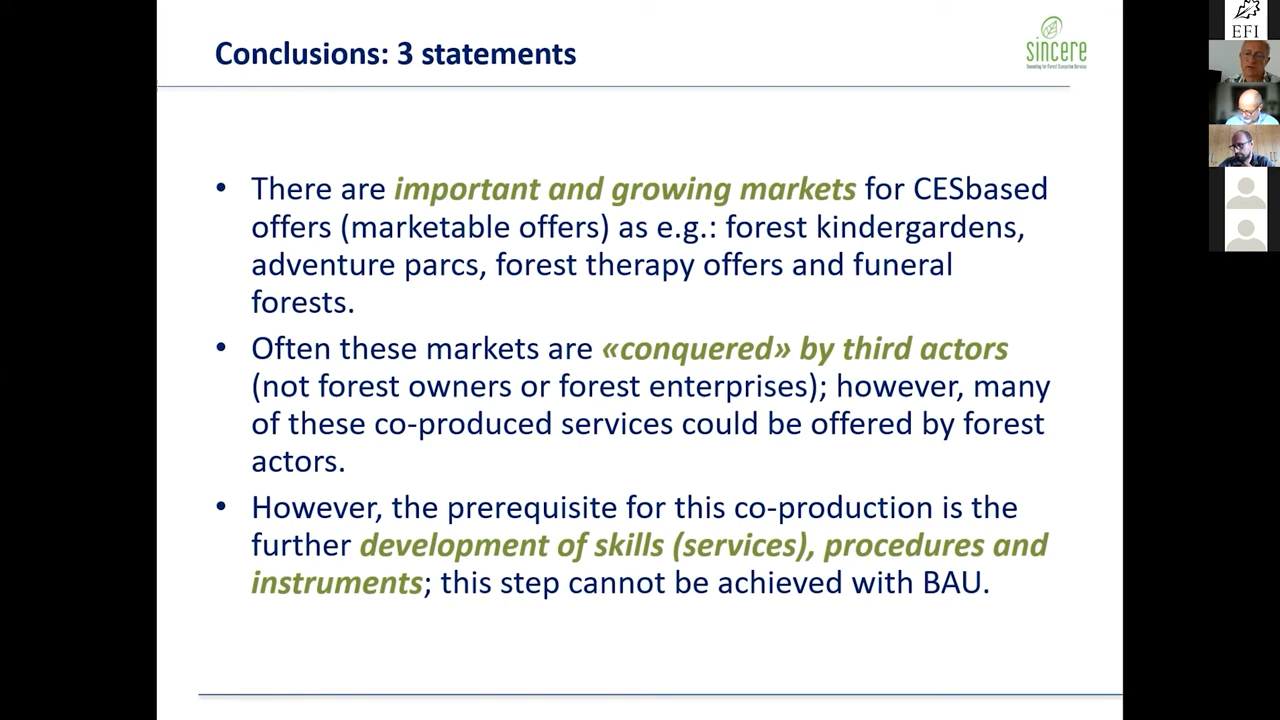 Conclusions: 3 statements
sincere
EFI
• There are important and growing markets for CESbased
offers (marketable offers) as e.g.: forest kindergardens,
adventure parcs, forest therapy offers and funeral
forests.
• Often these markets are «conquered» by third actors
(not forest owners or forest enterprises); however, many
of these co-produced services could be offered by forest
actors.
• However, the prerequisite for this co-production is the
further development of skills (services), procedures and
instruments; this step cannot be achieved with BAU.